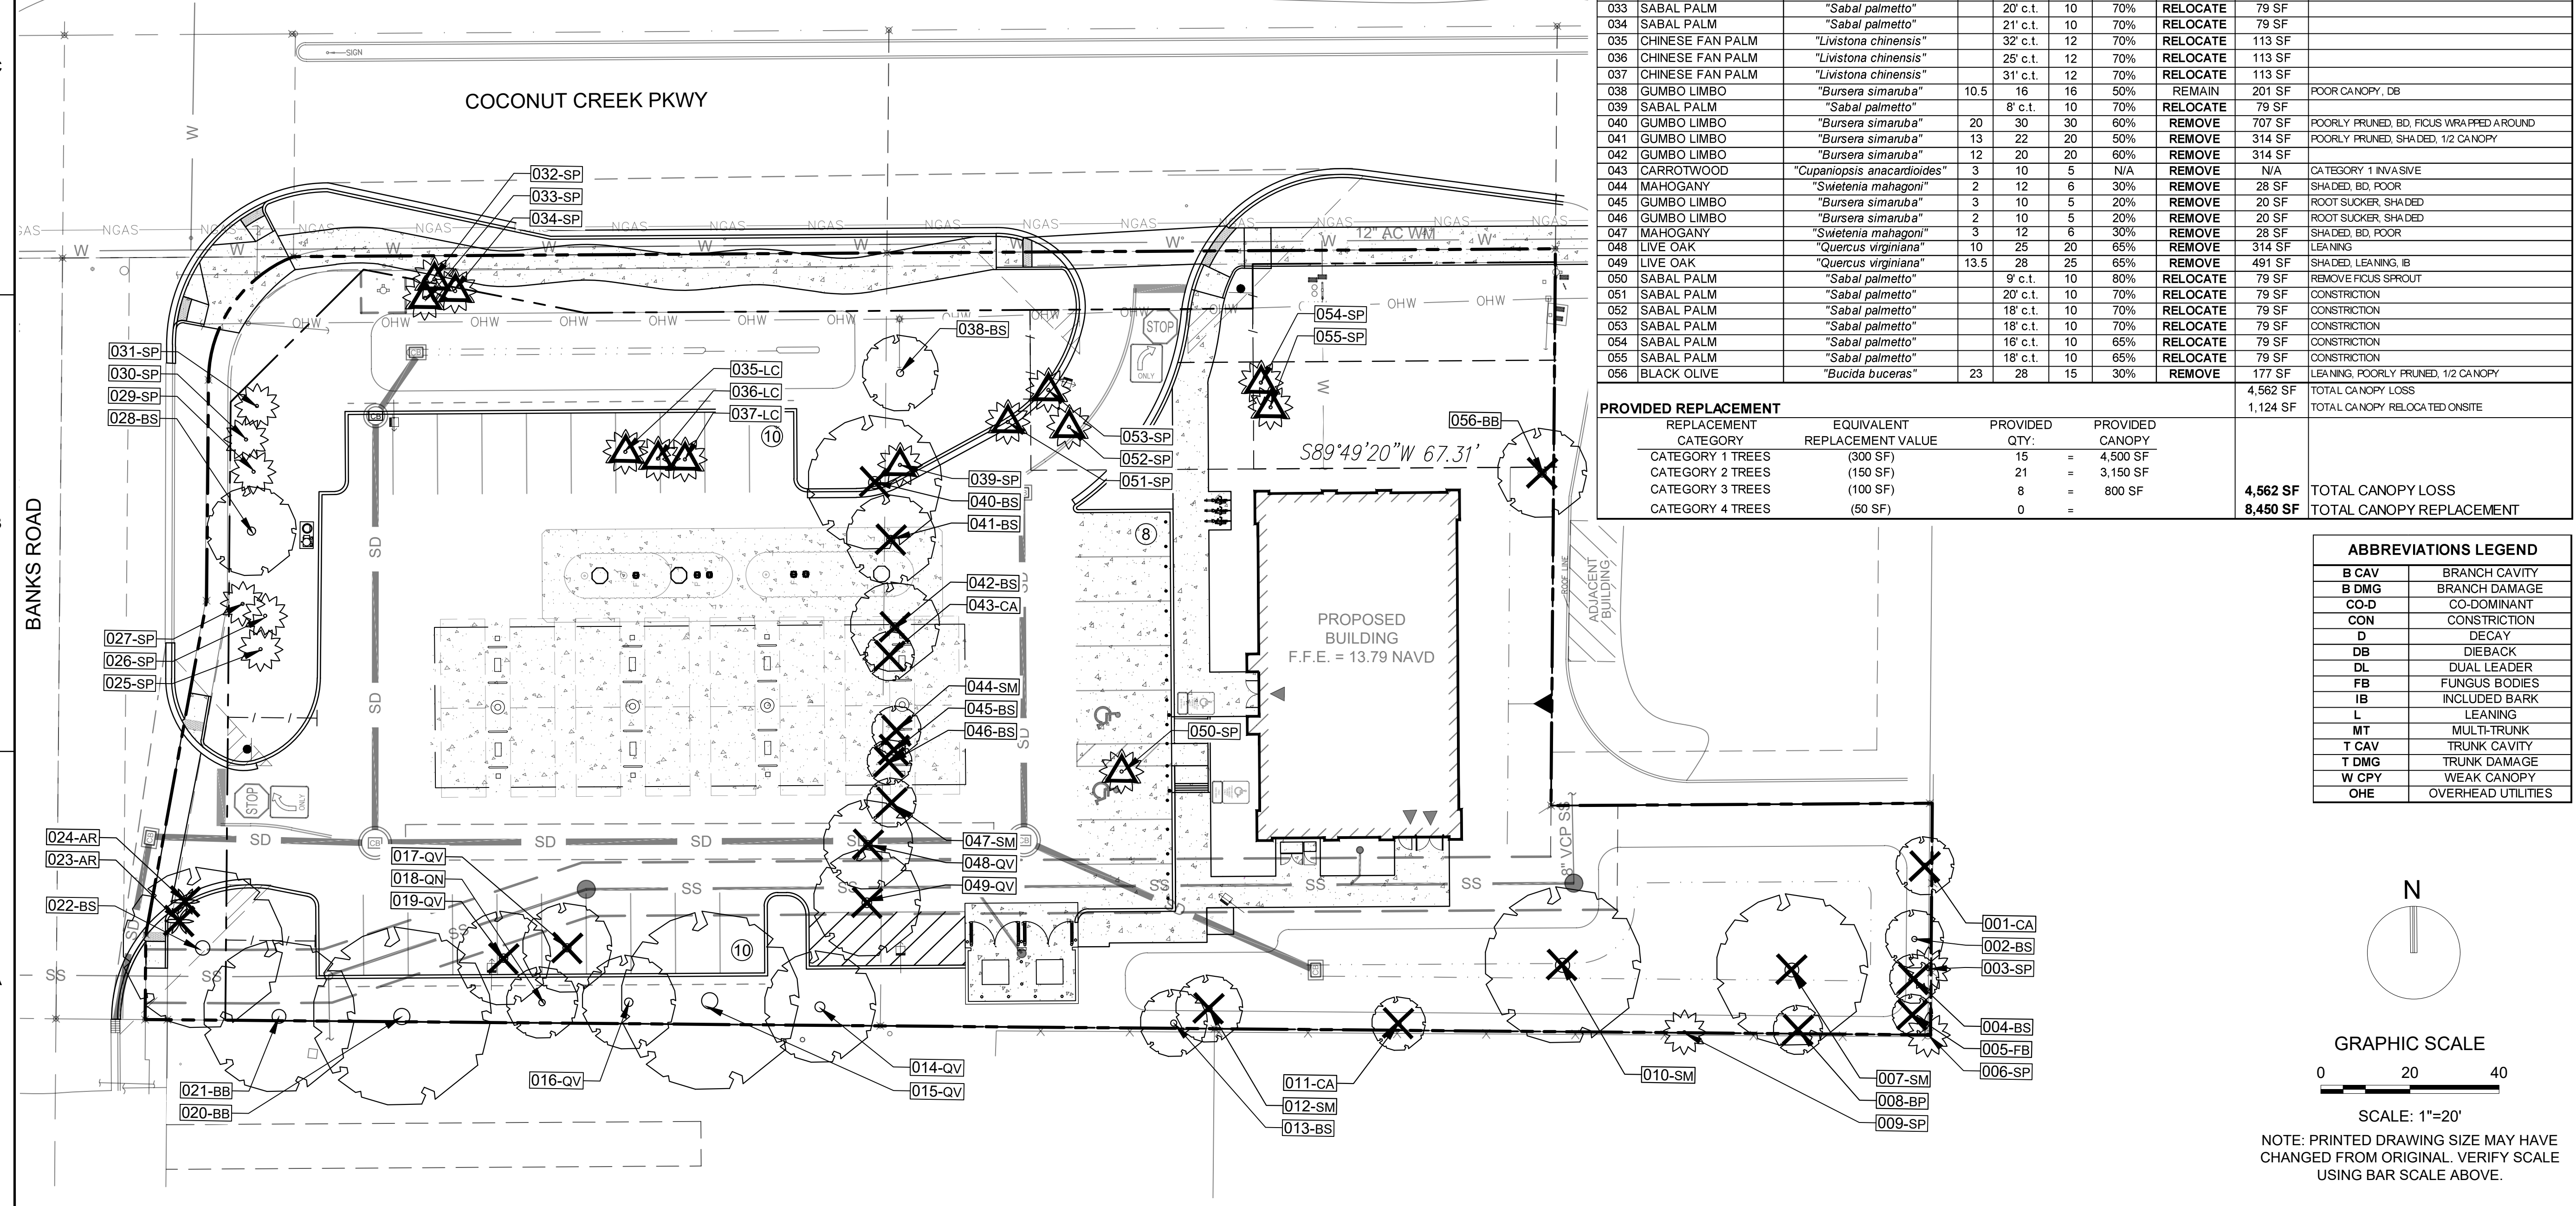 COCONUT CREEK PKWY
BANKS ROAD
SIGN
W
NGAS
12" AC WM
OHW
SD
SS
8" VCP SS
CB
STOP
ONLY
032-SP
033-SP
034-SP
031-SP
030-SP
029-SP
028-BS
027-SP
026-SP
025-SP
038-BS
035-LC
036-LC
037-LC
10
054-SP
055-SP
053-SP
052-SP
051-SP
056-BB
S89°49'20"W 67.31'
039-SP
040-BS
041-BS
8
042-BS
043-CA
044-SM
045-BS
046-BS
050-SP
047-SM
048-QV
049-QV
PROPOSED
BUILDING
F.F.E. = 13.79 NAVD
ROOF LINE
ADJACENT
BUILDING
STOP
ONLY
024-AR
023-AR
022-BS
017-QV
018-QN
019-QV
10
021-BB
020-BB
016-QV
014-QV
015-QV
011-CA
012-SM
013-BS
010-SM
007-SM
008-BP
009-SP
001-CA
002-BS
003-SP
004-BS
005-FB
006-SP
033 SABAL PALM "Sabal palmetto" 20' c.t. 10 70% RELOCATE 79 SF
034 SABAL PALM "Sabal palmetto" 21' c.t. 10 70% RELOCATE 79 SF
035 CHINESE FAN PALM "Livistona chinensis" 32' c.t. 12 70% RELOCATE 113 SF
036 CHINESE FAN PALM "Livistona chinensis" 25' c.t. 12 70% RELOCATE 113 SF
037 CHINESE FAN PALM "Livistona chinensis" 31' c.t. 12 70% RELOCATE 113 SF
038 GUMBO LIMBO "Bursera simaruba" 10.5 16 16 50% REMAIN 201 SF POOR CANOPY, DB
039 SABAL PALM "Sabal palmetto" 8' c.t. 10 70% RELOCATE 79 SF
040 GUMBO LIMBO "Bursera simaruba" 20 30 30 60% REMOVE 707 SF POORLY PRUNED, BD, FICUS WRAPPED AROUND
041 GUMBO LIMBO "Bursera simaruba" 13 22 20 50% REMOVE 314 SF POORLY PRUNED, SHADED, 1/2 CANOPY
042 GUMBO LIMBO "Bursera simaruba" 12 20 20 60% REMOVE 314 SF
043 CARROTWOOD "Cupaniopsis anacardioides" 3 10 5 N/A REMOVE N/A CATEGORY 1 INVASIVE
044 MAHOGANY "Swietenia mahagoni" 2 12 6 30% REMOVE 28 SF SHADED, BD, POOR
045 GUMBO LIMBO "Bursera simaruba" 3 10 5 20% REMOVE 20 SF ROOT SUCKER, SHADED
046 GUMBO LIMBO "Bursera simaruba" 2 10 5 20% REMOVE 20 SF ROOT SUCKER, SHADED
047 MAHOGANY "Swietenia mahagoni" 3 12 6 30% REMOVE 28 SF SHADED, BD, POOR
048 LIVE OAK "Quercus virginiana" 10 25 20 65% REMOVE 314 SF LEANING
049 LIVE OAK "Quercus virginiana" 13.5 28 25 65% REMOVE 491 SF SHADED, LEANING, IB
050 SABAL PALM "Sabal palmetto" 9' c.t. 10 80% RELOCATE 79 SF REMOVE FICUS SPROUT
051 SABAL PALM "Sabal palmetto" 20' c.t. 10 70% RELOCATE 79 SF CONSTRICTION
052 SABAL PALM "Sabal palmetto" 18' c.t. 10 70% RELOCATE 79 SF CONSTRICTION
053 SABAL PALM "Sabal palmetto" 18' c.t. 10 70% RELOCATE 79 SF CONSTRICTION
054 SABAL PALM "Sabal palmetto" 16' c.t. 10 65% RELOCATE 79 SF CONSTRICTION
055 SABAL PALM "Sabal palmetto" 18' c.t. 10 65% RELOCATE 79 SF CONSTRICTION
056 BLACK OLIVE "Bucida buceras" 23 28 15 30% REMOVE 177 SF LEANING, POORLY PRUNED, 1/2 CANOPY
4,562 SF TOTAL CANOPY LOSS
1,124 SF TOTAL CANOPY RELOCATED ONSITE
PROVIDED REPLACEMENT
REPLACEMENT EQUIVALENT PROVIDED PROVIDED
CATEGORY REPLACEMENT VALUE QTY: CANOPY
CATEGORY 1 TREES (300 SF) 15 = 4,500 SF
CATEGORY 2 TREES (150 SF) 21 = 3,150 SF
CATEGORY 3 TREES (100 SF) 8 = 800 SF
4,562 SF TOTAL CANOPY LOSS
CATEGORY 4 TREES (50 SF) 0 =
8,450 SF TOTAL CANOPY REPLACEMENT
ABBREVIATIONS LEGEND
B CAV BRANCH CAVITY
B DMG BRANCH DAMAGE
CO-D CO-DOMINANT
CON CONSTRICTION
D DECAY
DB DIEBACK
DL DUAL LEADER
FB FUNGUS BODIES
IB INCLUDED BARK
L LEANING
MT MULTI-TRUNK
T CAV TRUNK CAVITY
T DMG TRUNK DAMAGE
W CPY WEAK CANOPY
OHE OVERHEAD UTILITIES
N
GRAPHIC SCALE
0 20 40
SCALE: 1"=20'
NOTE: PRINTED DRAWING SIZE MAY HAVE
CHANGED FROM ORIGINAL. VERIFY SCALE
USING BAR SCALE ABOVE.